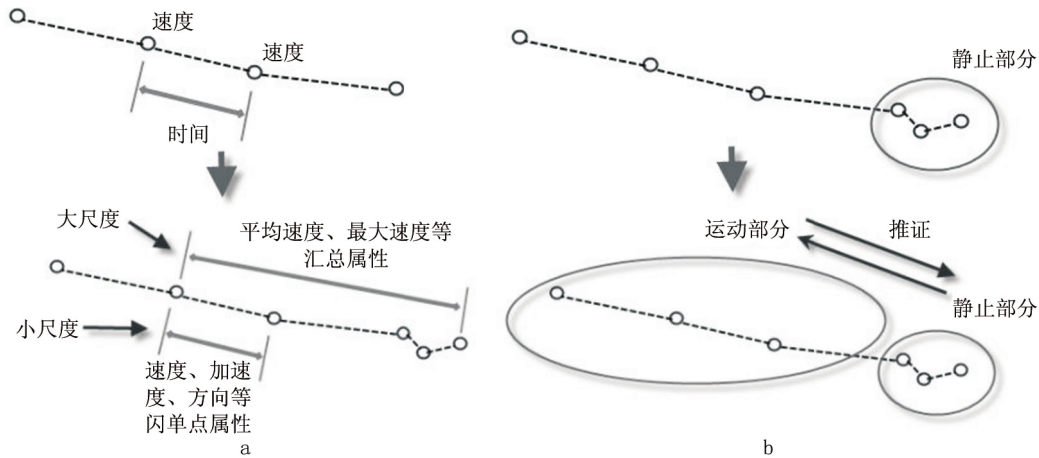 速度
速度
时间
大尺度
平均速度、最大速度等
汇总属性
小尺度
速度、加速
度、方向等
闪单点属性
a
静止部分
运动部分
推证
静止部分
b